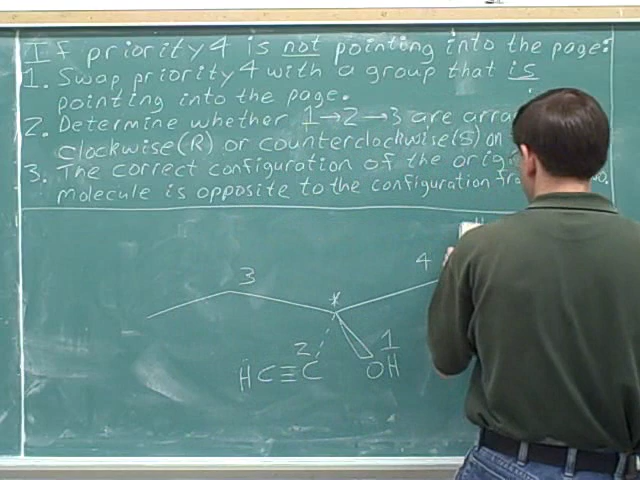 If priority 4 is not pointing into the page:
1. Swap priority 4 with a group that is
pointing into the page.
2. Determine whether 1→2→3 are
clockwise (R) or counterclockwise (S) on
3. The correct configuration of the
molecule is opposite to the configuration
3
4
*
2
1
HC≡C
OH